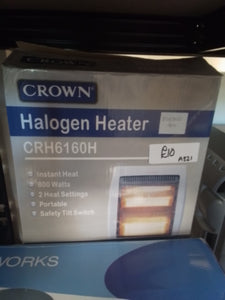 CROWN
Halogen Heater
CRH6160H
£10
Instant Heat
800 Watts
2 Heat Settings
Portable
Safety Tilt Switch
WORKS